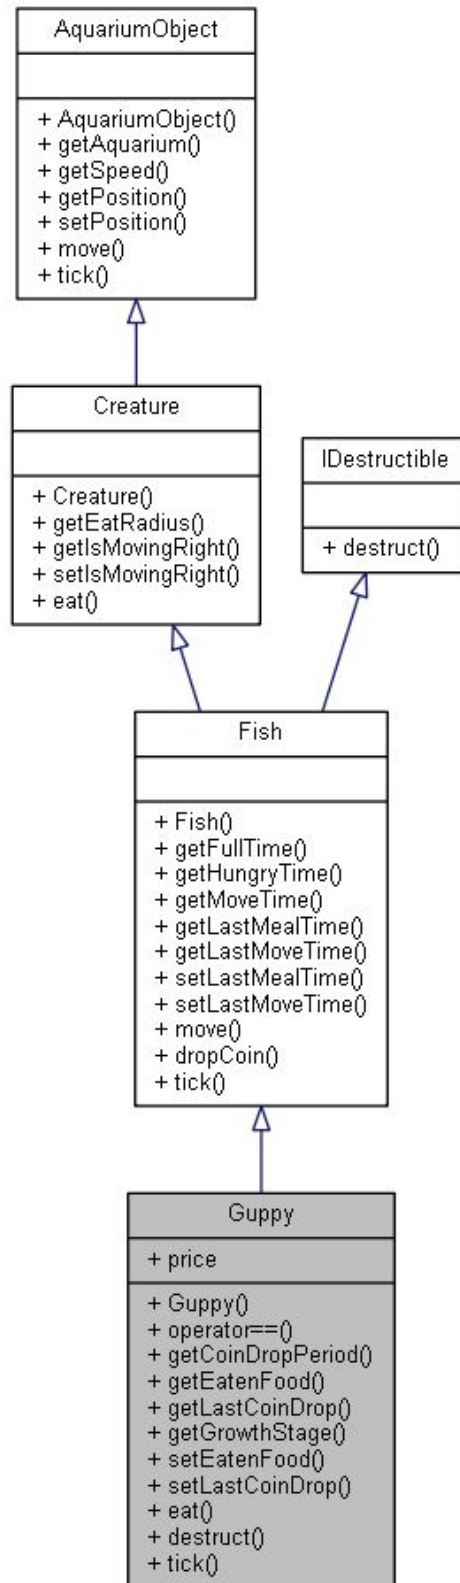 AquariumObject
+ AquariumObject()
+ getAquarium()
+ getSpeed()
+ getPosition()
+ setPosition()
+ move()
+ tick()
Creature
+ Creature()
+ getEatRadius()
+ getIsMovingRight()
+ setIsMovingRight()
+ eat()
IDestructible
+ destruct()
Fish
+ Fish()
+ getFullTime()
+ getHungryTime()
+ getMoveTime()
+ getLastMealTime()
+ getLastMoveTime()
+ setLastMealTime()
+ setLastMoveTime()
+ move()
+ dropCoin()
+ tick()
Guppy
+ price
+ Guppy()
+ operator==()
+ getCoinDropPeriod()
+ getEatenFood()
+ getLastCoinDrop()
+ getGrowthStage()
+ setEatenFood()
+ setLastCoinDrop()
+ eat()
+ destruct()
+ tick()